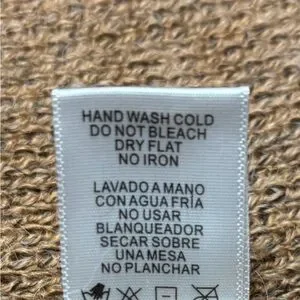 HAND WASH COLD
DO NOT BLEACH
DRY FLAT
NO IRON
LAVADO A MANO
CON AGUA FRÍA
NO USAR
BLANQUEADOR
SECAR SOBRE
UNA MESA
NO PLANCHAR